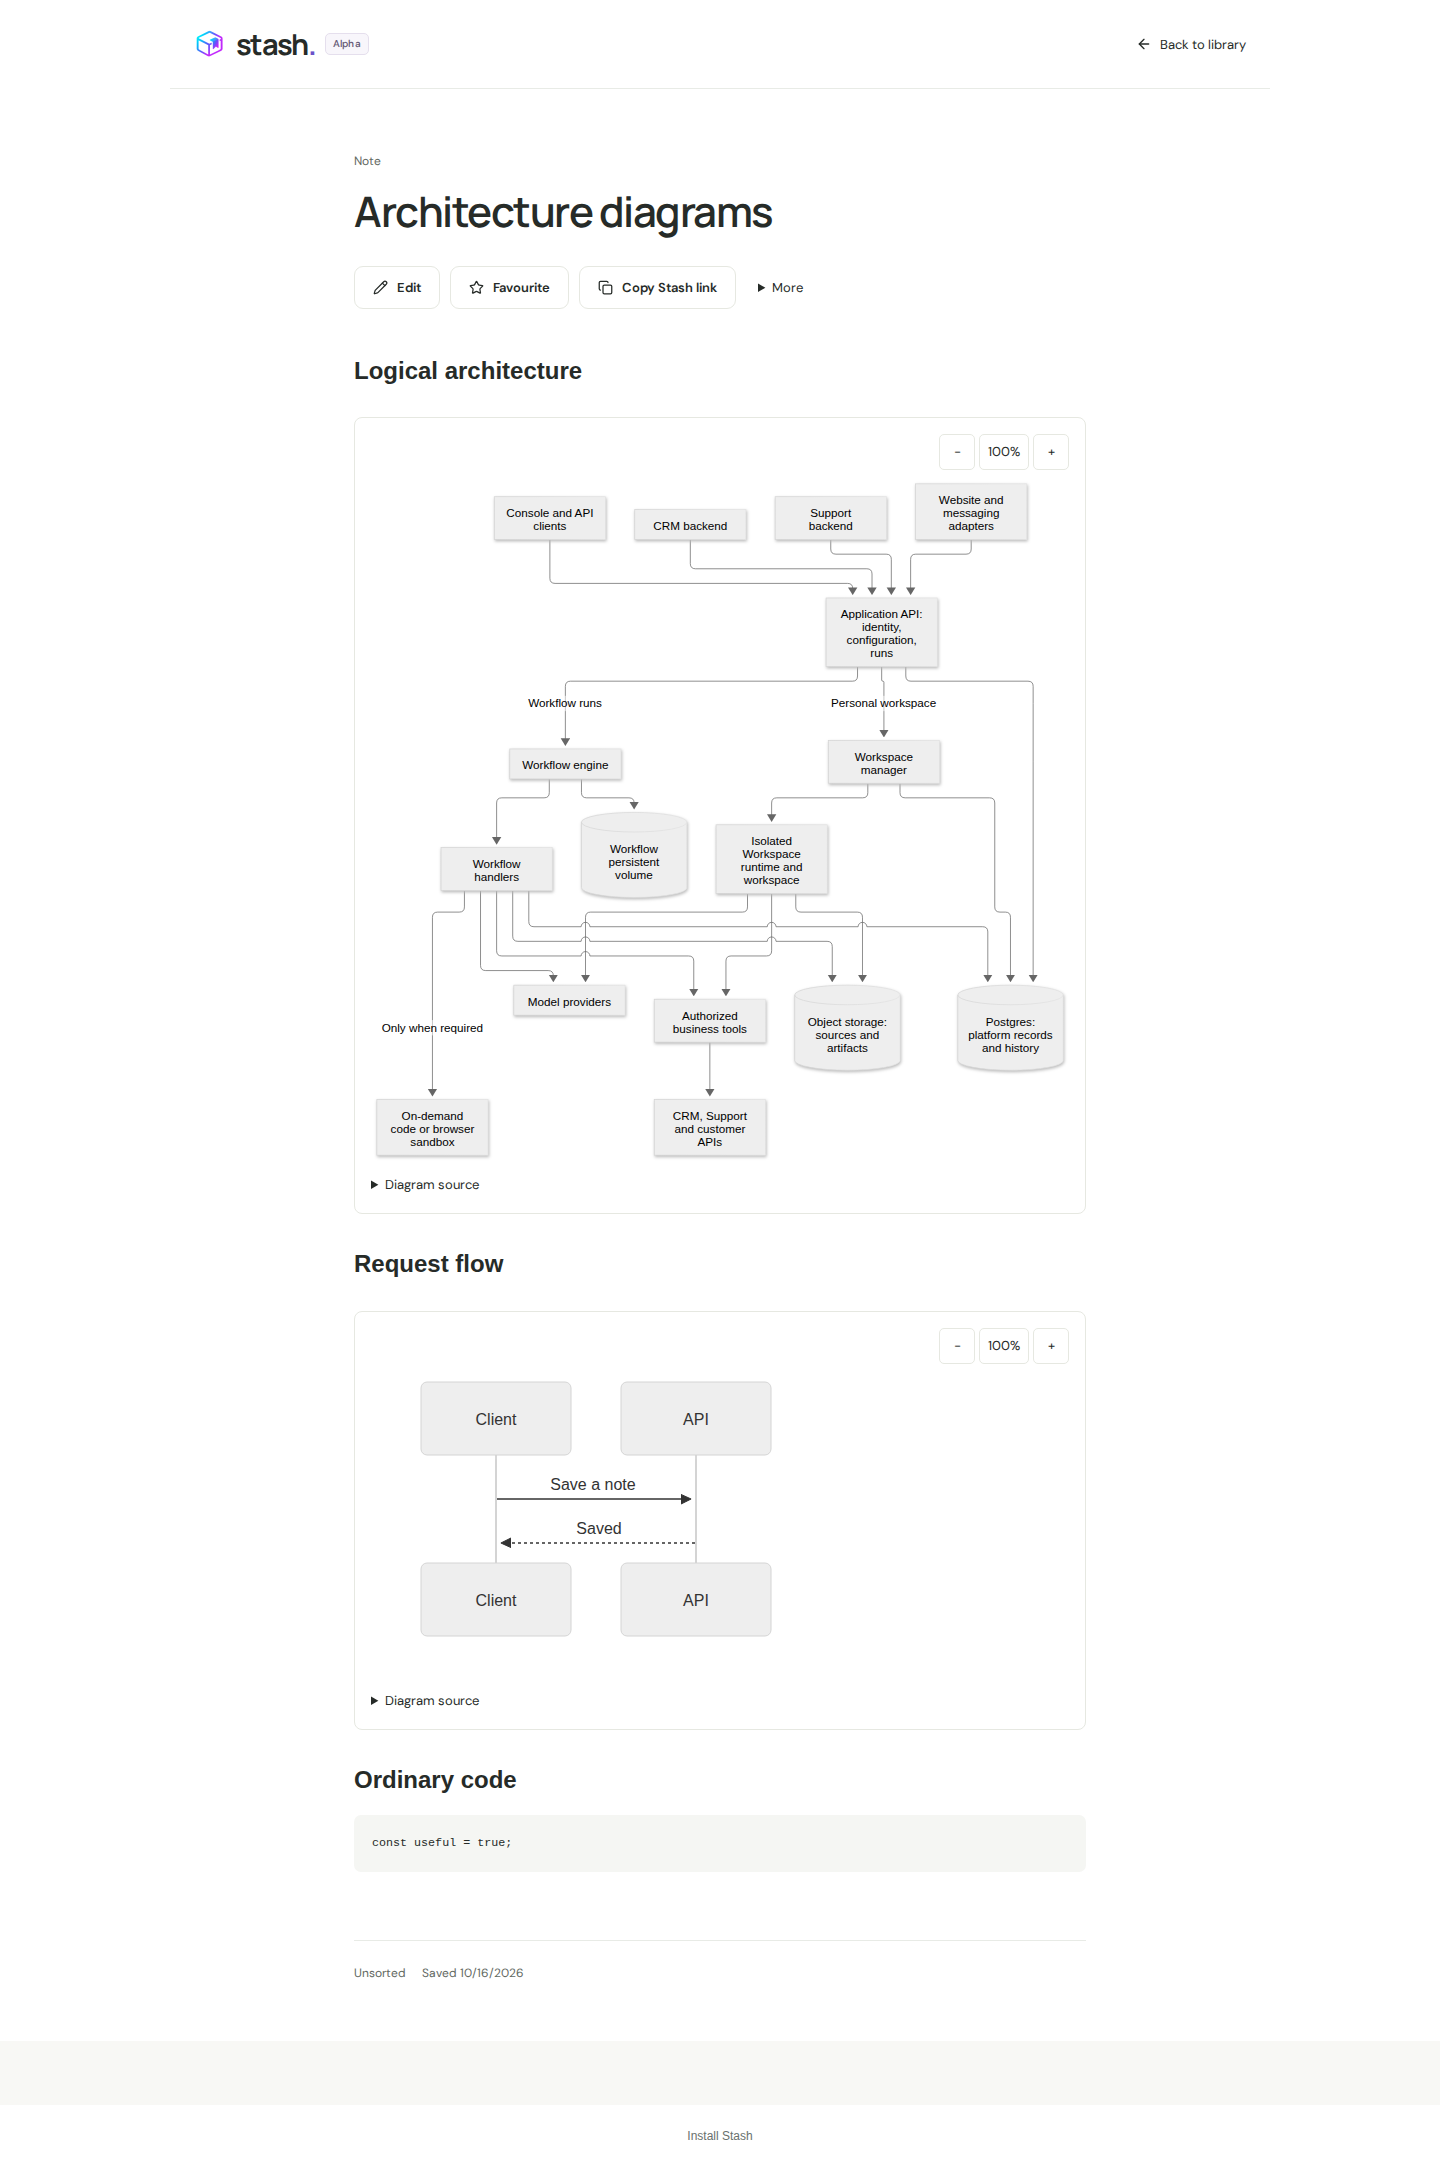 stash.
Alpha
Back to library
Note
Architecture diagrams
Edit
Favourite
Copy Stash link
More
Logical architecture
−
100%
+
Console and API
clients
CRM backend
Support
backend
Website and
messaging
adapters
Application API:
identity,
configuration,
runs
Workflow runs
Personal workspace
Workflow engine
Workspace
manager
Workflow
handlers
Workflow
persistent
volume
Isolated
Workspace
runtime and
workspace
Only when required
Model providers
Authorized
business tools
Object storage:
sources and
artifacts
Postgres:
platform records
and history
On-demand
code or browser
sandbox
CRM, Support
and customer
APIs
Diagram source
Request flow
−
100%
+
Client
API
Save a note
Saved
Client
API
Diagram source
Ordinary code
const useful = true;
Unsorted
Saved 10/16/2026
Install Stash